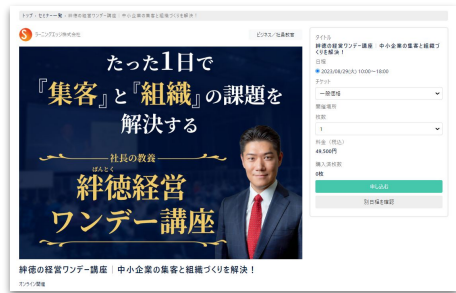 トップ › セミナー一覧 › 絆徳の経営ワンデー講座｜中小企業の集客と組織づくりを解決！
ラーニングエッジ株式会社
ビジネス／社員教育
たった1日で
『集客』と『組織』の課題を
解決する
社長の教養
ばんとく
絆徳経営
ワンデー講座
絆徳の経営ワンデー講座｜中小企業の集客と組織づくりを解決！
オンライン開催
タイトル
絆徳の経営ワンデー講座｜中小企業の集客と組織づ
くりを解決！
日程
2023/08/29(火) 10:00～18:00
チケット
一般価格
開催場所
枚数
1
料金（税込）
49,500円
購入済枚数
0枚
申し込む
別日程を確認